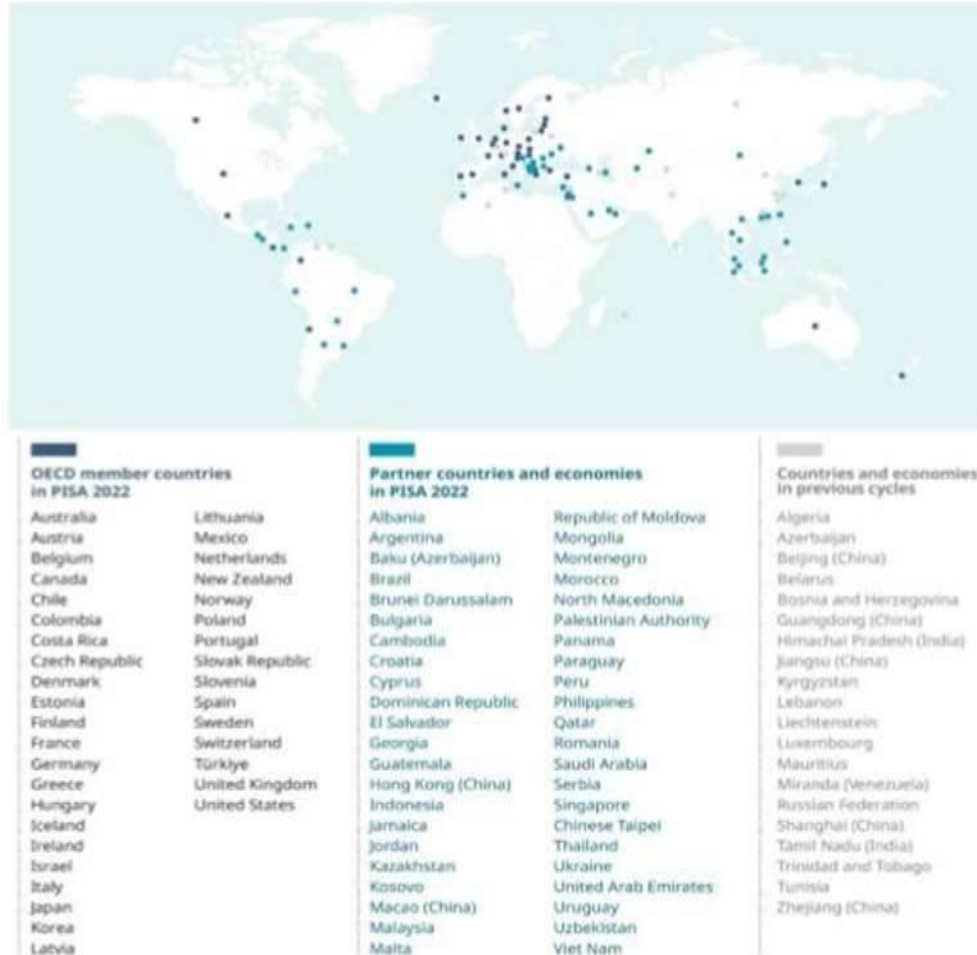 OECD member countries
in PISA 2022
Australia
Austria
Belgium
Canada
Chile
Colombia
Costa Rica
Czech Republic
Denmark
Estonia
Finland
France
Germany
Greece
Hungary
Iceland
Ireland
Israel
Italy
Japan
Korea
Latvia
Lithuania
Mexico
Netherlands
New Zealand
Norway
Poland
Portugal
Slovak Republic
Slovenia
Spain
Sweden
Switzerland
Türkiye
United Kingdom
United States
Partner countries and economies
in PISA 2022
Albania
Argentina
Baku (Azerbaijan)
Brazil
Brunei Darussalam
Bulgaria
Cambodia
Croatia
Cyprus
Dominican Republic
El Salvador
Georgia
Guatemala
Hong Kong (China)
Indonesia
Jamaica
Jordan
Kazakhstan
Kosovo
Macao (China)
Malaysia
Malta
Republic of Moldova
Mongolia
Montenegro
Morocco
North Macedonia
Palestinian Authority
Panama
Paraguay
Peru
Philippines
Qatar
Romania
Saudi Arabia
Serbia
Singapore
Chinese Taipei
Thailand
Ukraine
United Arab Emirates
Uruguay
Uzbekistan
Viet Nam
Countries and economies
in previous cycles
Algeria
Azerbaijan
Beijing (China)
Belarus
Bosnia and Herzegovina
Guangdong (China)
Himachal Pradesh (India)
Jiangsu (China)
Kyrgyzstan
Lebanon
Liechtenstein
Luxembourg
Mauritius
Miranda (Venezuela)
Russian Federation
Shanghai (China)
Tamil Nadu (India)
Trinidad and Tobago
Tunisia
Zhejiang (China)